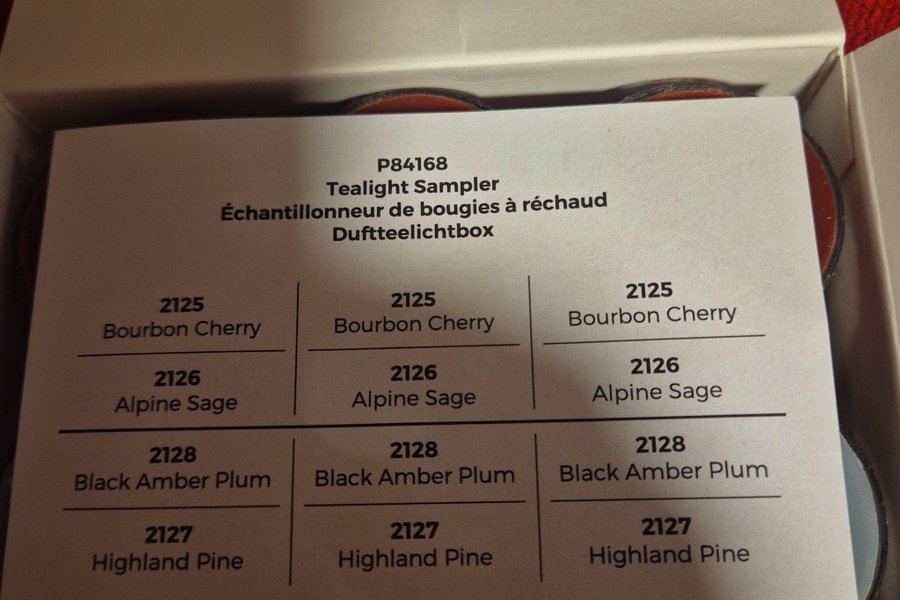 P84168
Tealight Sampler
Échantillonneur de bougies à réchaud
Duftteelichtbox
2125 2125 2125
Bourbon Cherry Bourbon Cherry Bourbon Cherry
2126 2126 2126
Alpine Sage Alpine Sage Alpine Sage
2128 2128 2128
Black Amber Plum Black Amber Plum Black Amber Plum
2127 2127 2127
Highland Pine Highland Pine Highland Pine